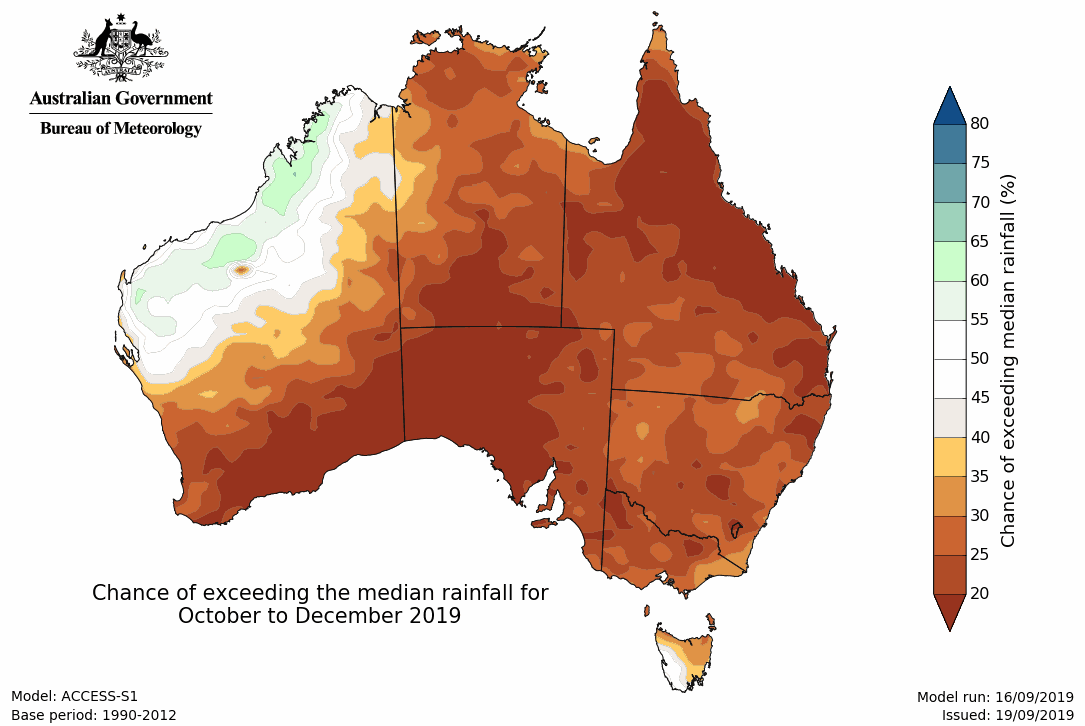 AUSTRALIA
Australian Government
Bureau of Meteorology
80
75
70
65
60
55
50
45
40
35
30
25
20
Chance of exceeding median rainfall (%)
Chance of exceeding the median rainfall for
October to December 2019
Model: ACCESS-S1
Base period: 1990-2012
Model run: 16/09/2019
Issued: 19/09/2019